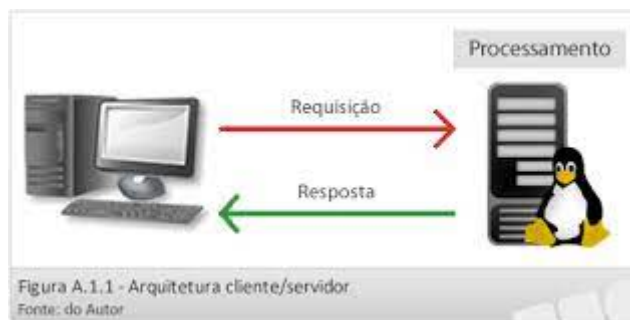 Processamento
Requisição
Resposta
Figura A.1.1 - Arquitetura cliente/servidor
Fonte: do Autor